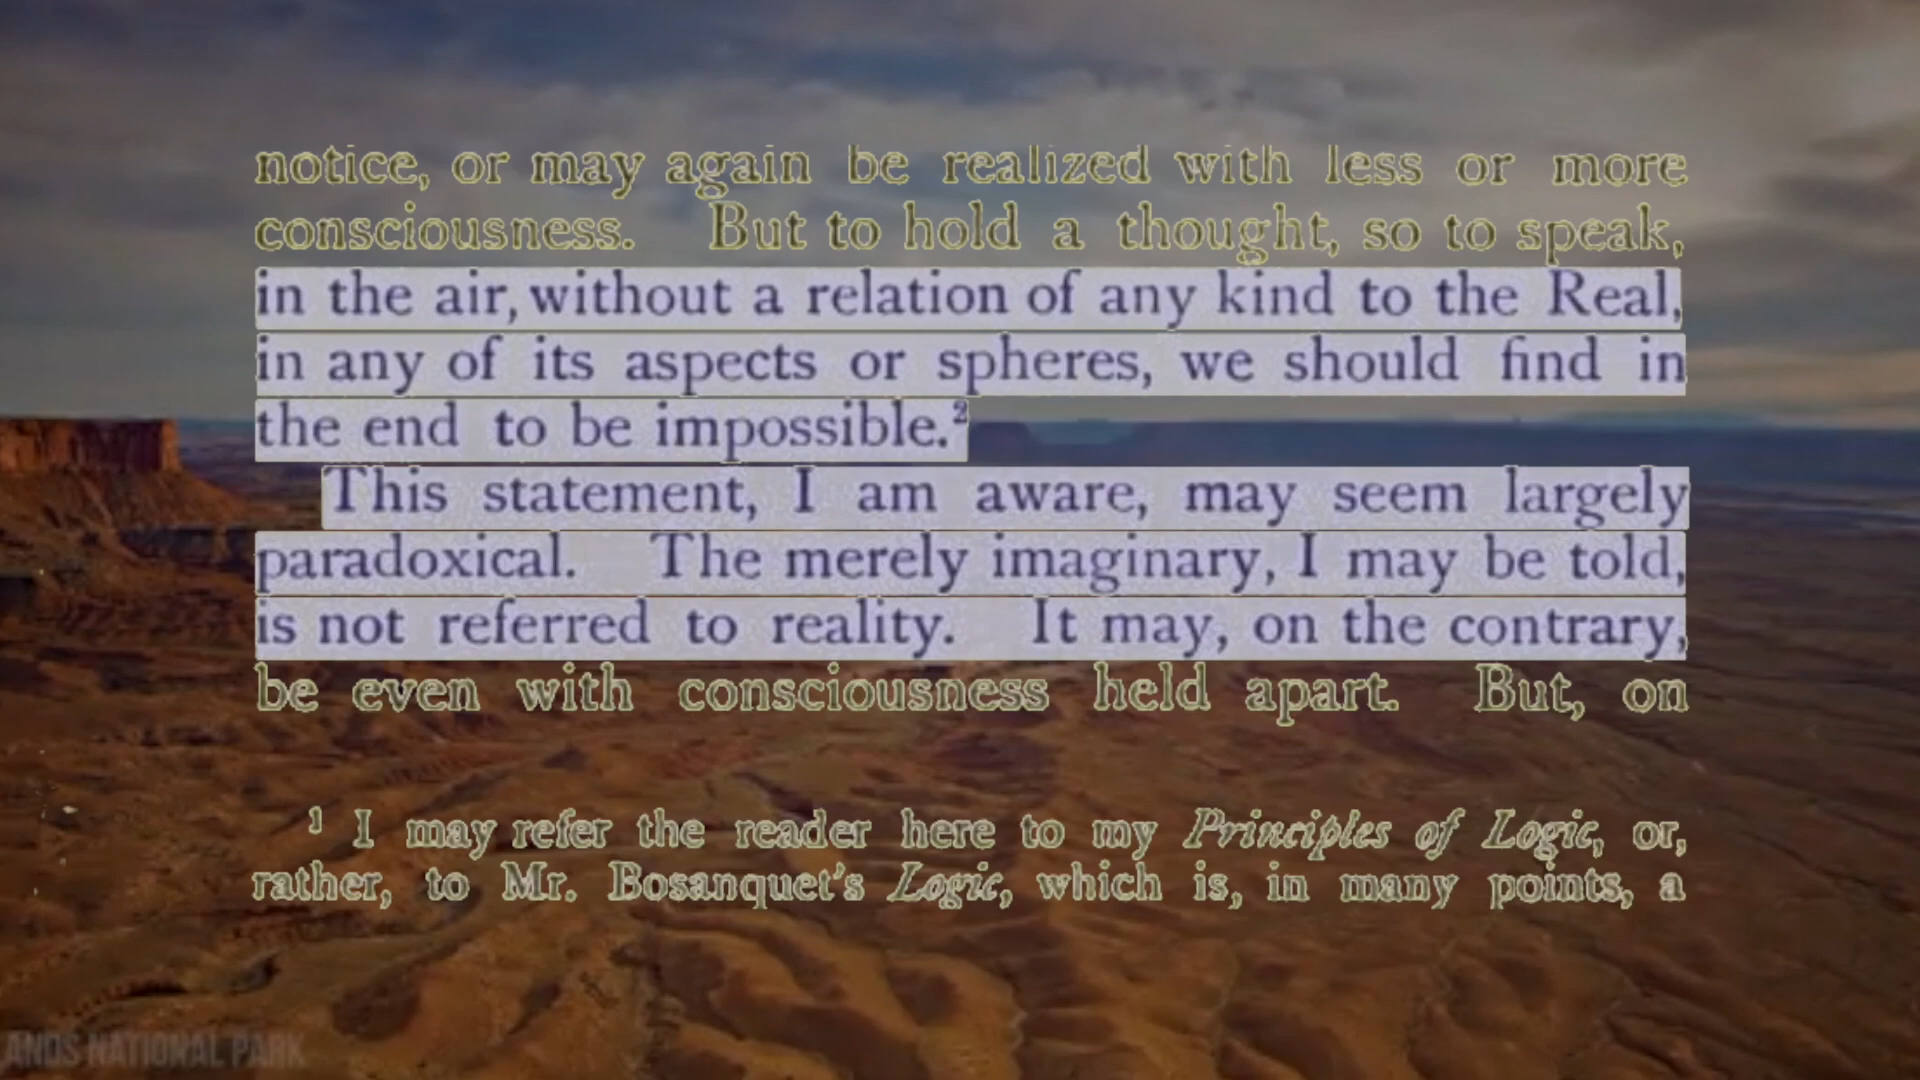 notice, or may again be realized with less or more
consciousness. But to hold a thought, so to speak,
in the air, without a relation of any kind to the Real,
in any of its aspects or spheres, we should find in
the end to be impossible.²
This statement, I am aware, may seem largely
paradoxical. The merely imaginary, I may be told,
is not referred to reality. It may, on the contrary,
be even with consciousness held apart. But, on
¹ I may refer the reader here to my Principles of Logic, or,
rather, to Mr. Bosanquet's Logic, which is, in many points, a
ANDS NATIONAL PARK